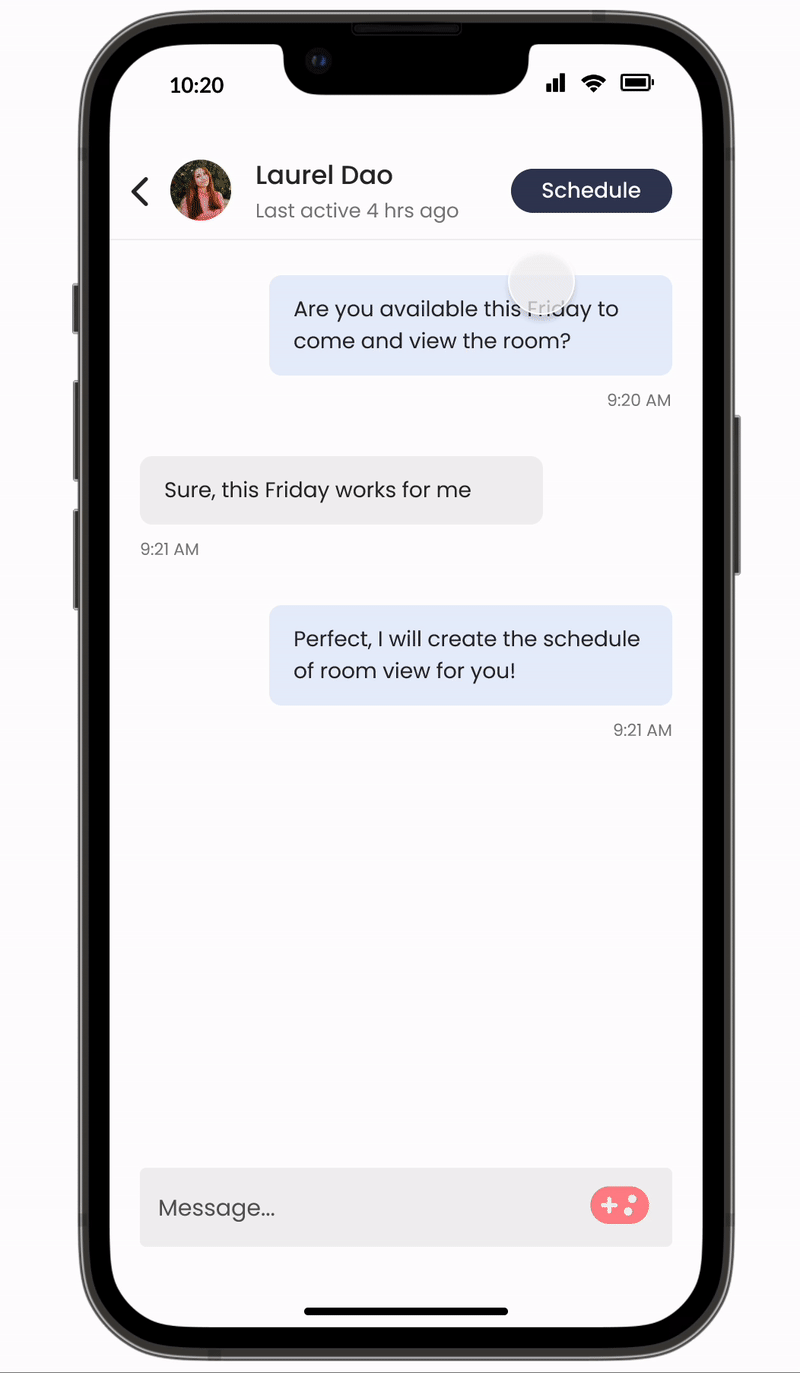 10:20
Laurel Dao
Schedule
Last active 4 hrs ago
Are you available this Friday to
come and view the room?
9:20 AM
Sure, this Friday works for me
9:21 AM
Perfect, I will create the schedule
of room view for you!
9:21 AM
Message...